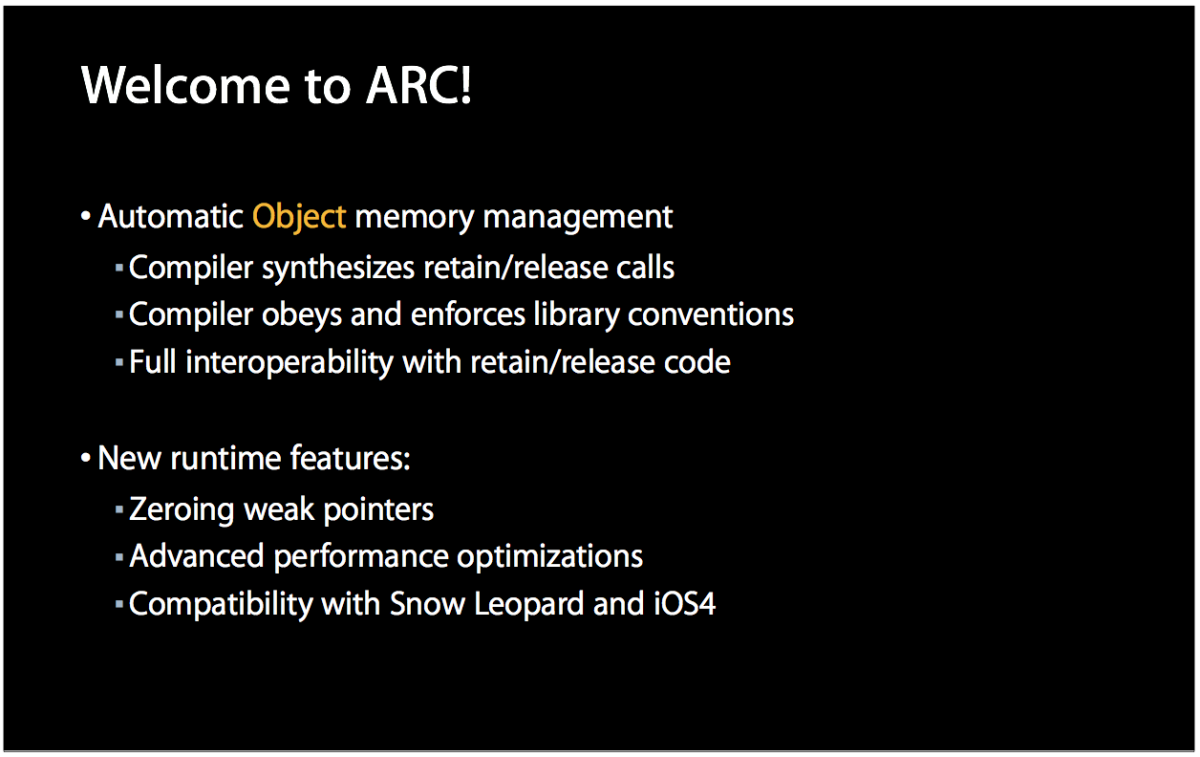 Welcome to ARC!
• Automatic Object memory management
▪ Compiler synthesizes retain/release calls
▪ Compiler obeys and enforces library conventions
▪ Full interoperability with retain/release code
• New runtime features:
▪ Zeroing weak pointers
▪ Advanced performance optimizations
▪ Compatibility with Snow Leopard and iOS4